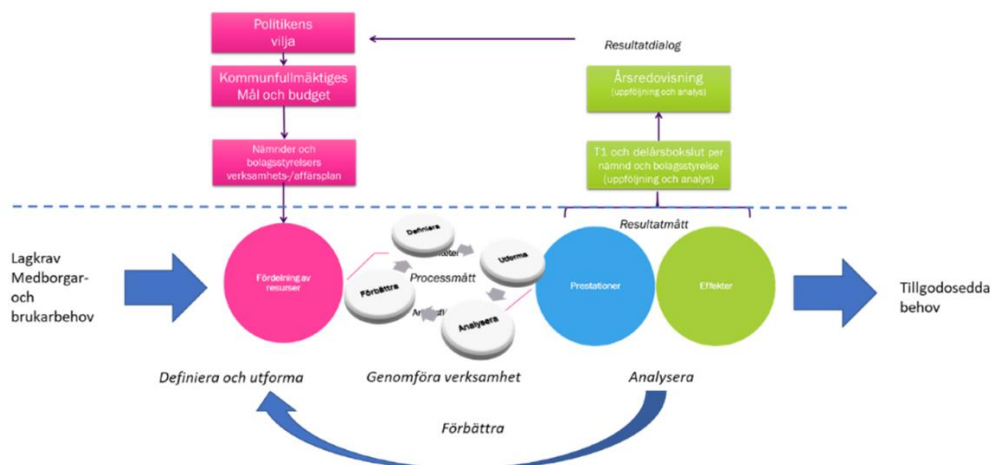 Politikens
vilja
Resultatdialog
Kommunfullmäktiges
Mål och budget
Årsredovisning
(uppföljning och analys)
Nämnder och
bolagsstyrelsers
verksamhets-/affärsplan
T1 och delårsbokslut per
nämnd och bolagsstyrelse
(uppföljning och analys)
Resultatmått
Lagkrav
Medborgar-
och
brukarbehov
Fördelning av
resurser
Definiera
Processmått
Utforma
Förbättra
Analysera
Prestationer
Effekter
Tillgodosedda
behov
Definiera och utforma
Genomföra verksamhet
Analysera
Förbättra